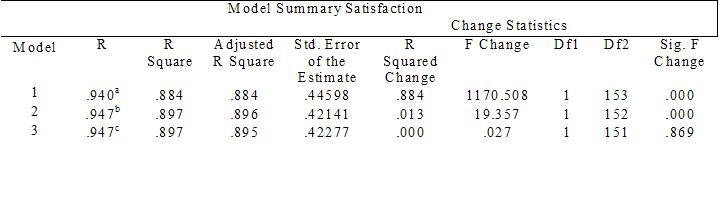 Model Summary Satisfaction
Change Statistics
Model R R Square Adjusted R Square Std. Error of the Estimate R Squared Change F Change Df1 Df2 Sig. F Change
1 .940a .884 .884 .44598 .884 1170.508 1 153 .000
2 .947b .897 .896 .42141 .013 19.357 1 152 .000
3 .947c .897 .895 .42277 .000 .027 1 151 .869